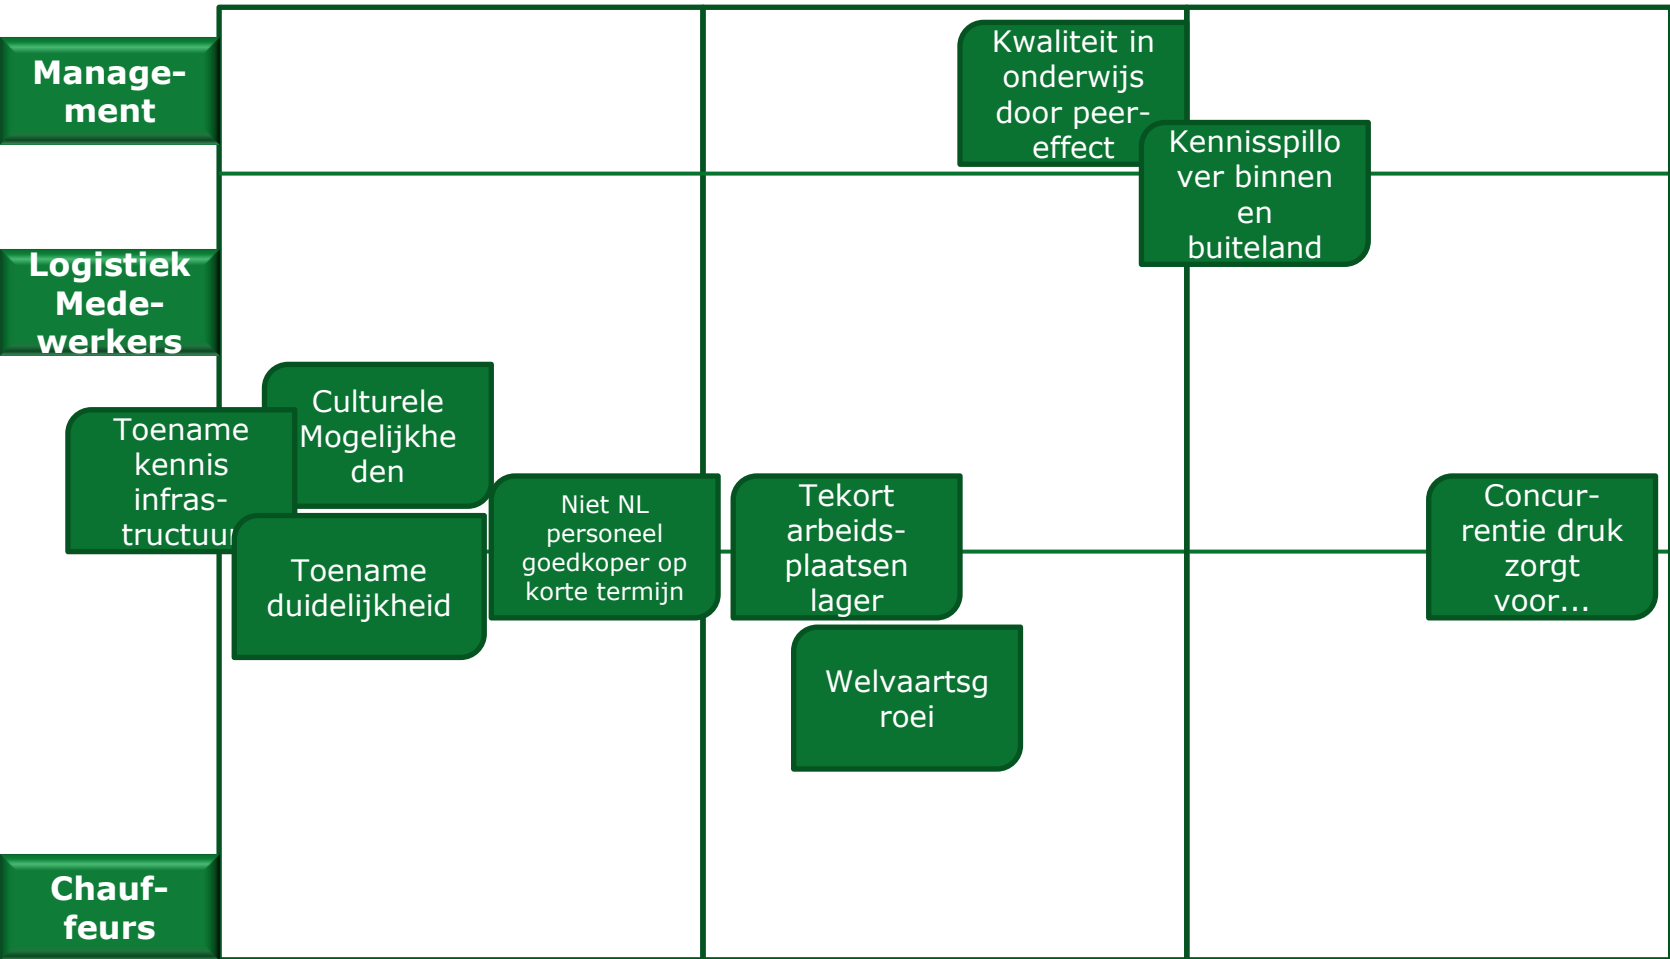 Manage-
ment
Kwaliteit in
onderwijs
door peer-
effect
Kennisspillo
ver binnen
en
buiteland
Logistiek
Mede-
werkers
Culturele
Mogelijkhe
den
Toename
kennis
infras-
tructuur
Toename
duidelijkheid
Niet NL
personeel
goedkoper op
korte termijn
Tekort
arbeids-
plaatsen
lager
Concur-
rentie druk
zorgt
voor...
Welvaartsg
roei
Chauf-
feurs